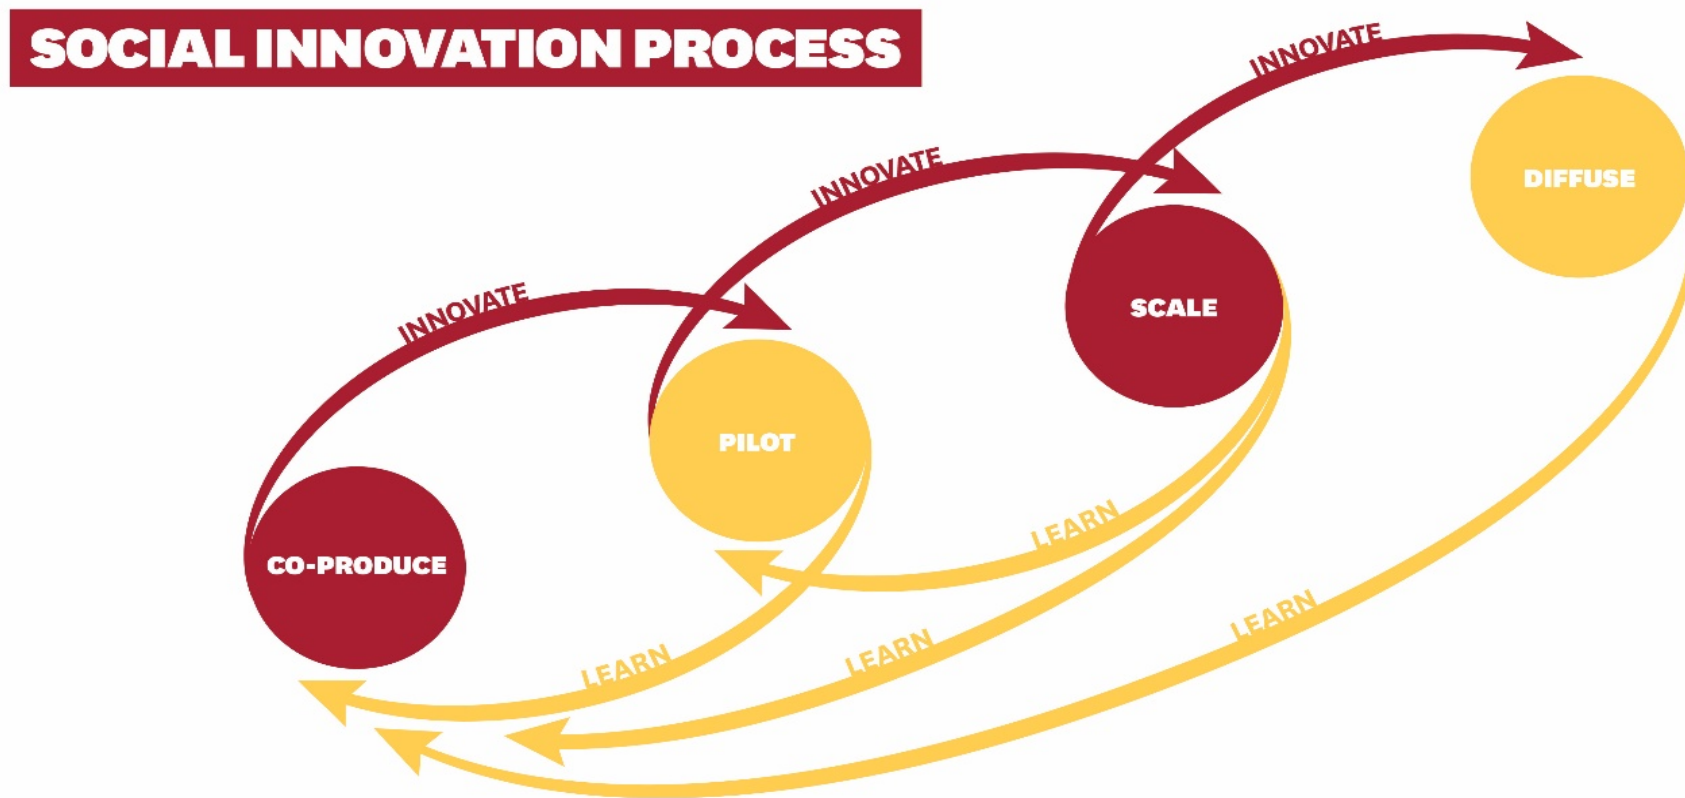 SOCIAL INNOVATION PROCESS
INNOVATE
DIFFUSE
INNOVATE
SCALE
INNOVATE
PILOT
CO-PRODUCE
LEARN
LEARN
LEARN
LEARN